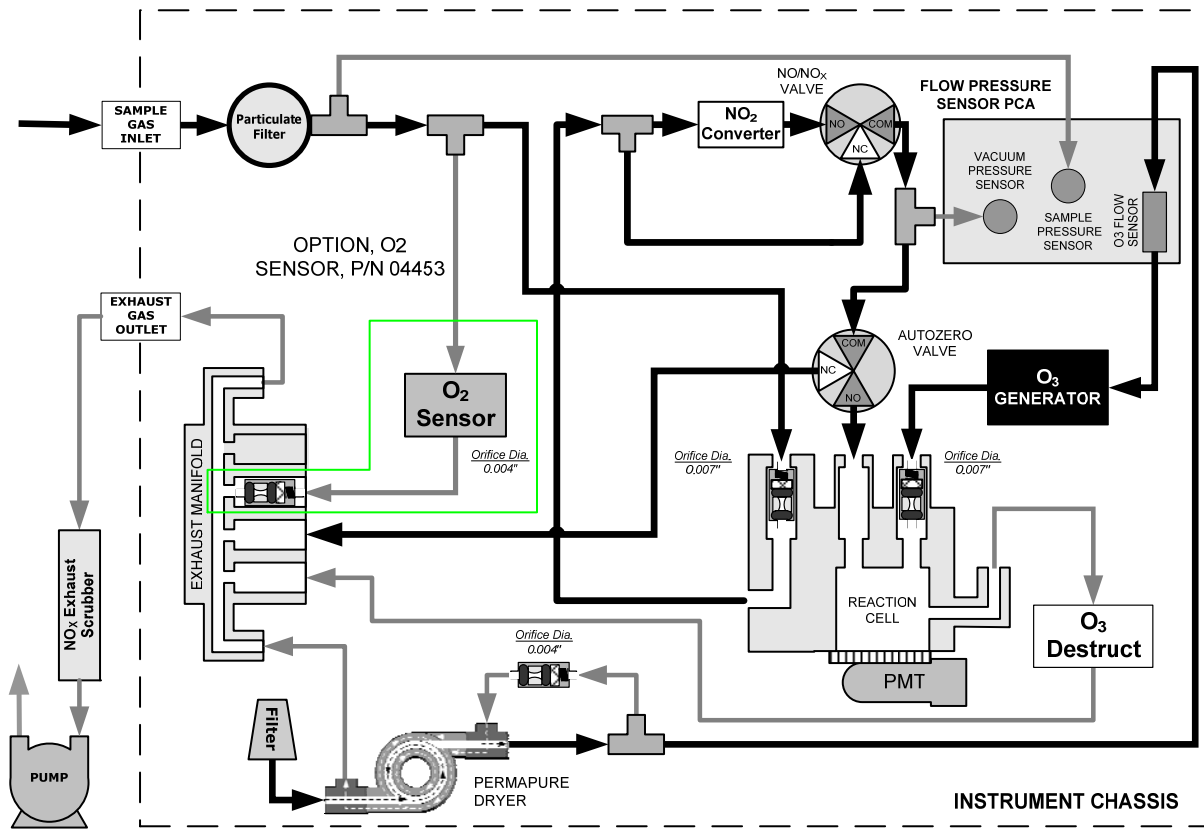 SAMPLE
GAS
INLET
Particulate
Filter
NO/NOX
VALVE
NO2
Converter
NO
COM
NC
FLOW PRESSURE
SENSOR PCA
VACUUM
PRESSURE
SENSOR
SAMPLE
PRESSURE
SENSOR
O3 FLOW
SENSOR
OPTION, O2
SENSOR, P/N 04453
EXHAUST
GAS
OUTLET
O2
Sensor
Orifice Dia.
0.004"
AUTOZERO
VALVE
COM
NC
NO
O3
GENERATOR
Orifice Dia.
0.007"
Orifice Dia.
0.007"
EXHAUST MANIFOLD
NOX Exhaust
Scrubber
REACTION
CELL
O3
Destruct
PMT
Orifice Dia.
0.004"
Filter
PUMP
PERMAPURE
DRYER
INSTRUMENT CHASSIS